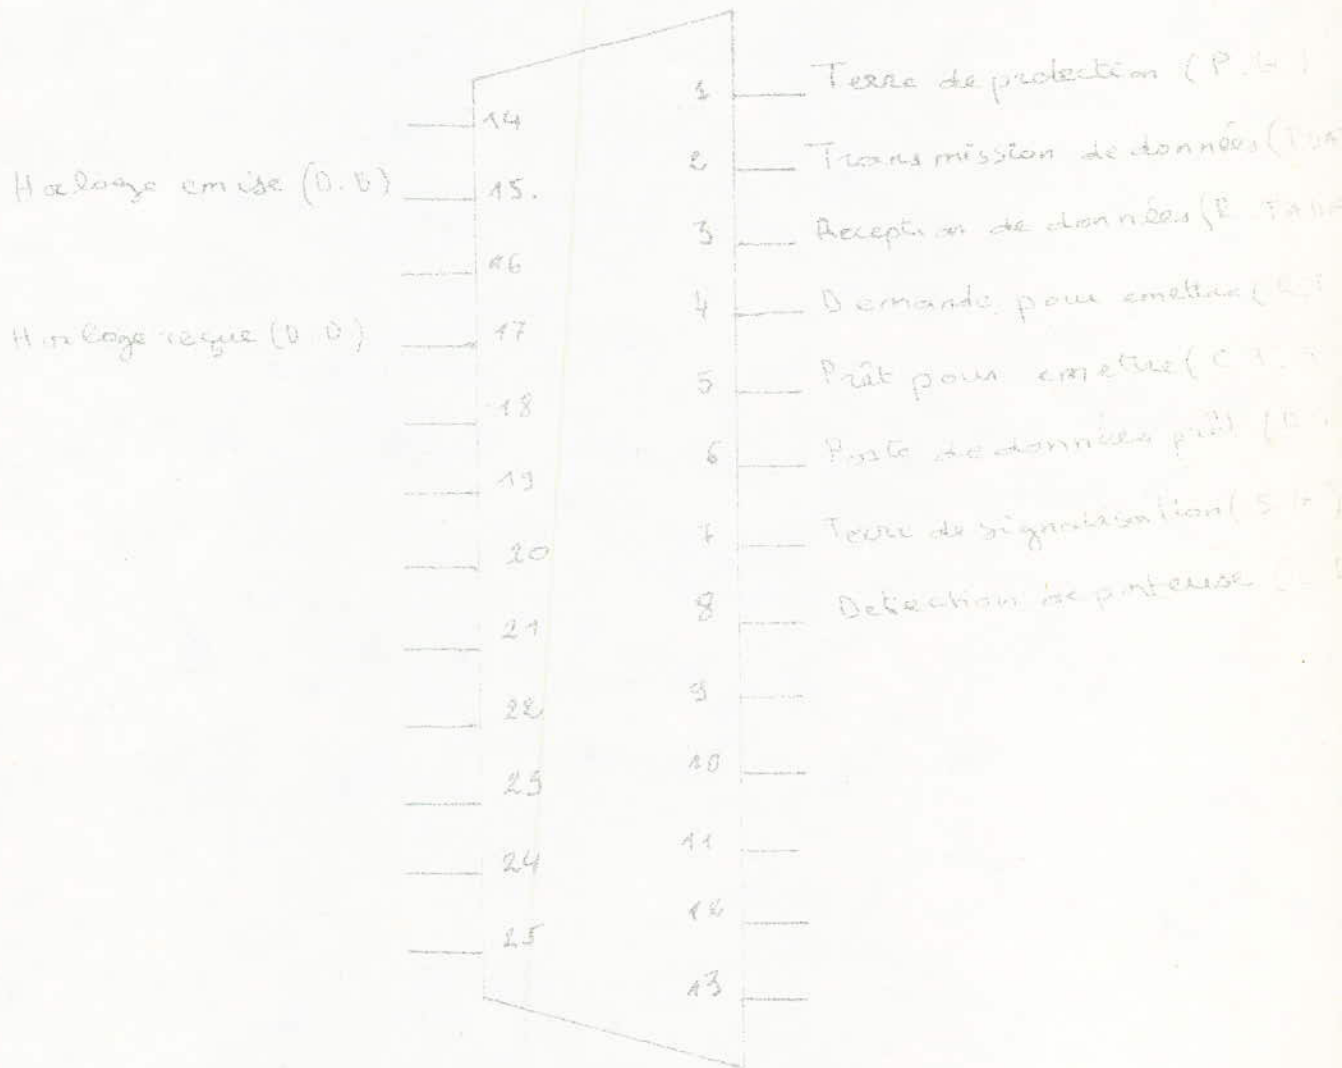 1 Terre de protection (P.
14
2 Transmission de données (
Horloge emise (D.B) 15.
3 Reception de données (R.
16
4 Demande pour emettre (R.
Horloge reçue (D.D) 17
5 Prêt pour emettre (C.
18
6 Poste de données prêt (
19
7 Terre de signalisation (S
20
8 Detection de porteuse
21
9
22
10
23
11
24
12
25
13